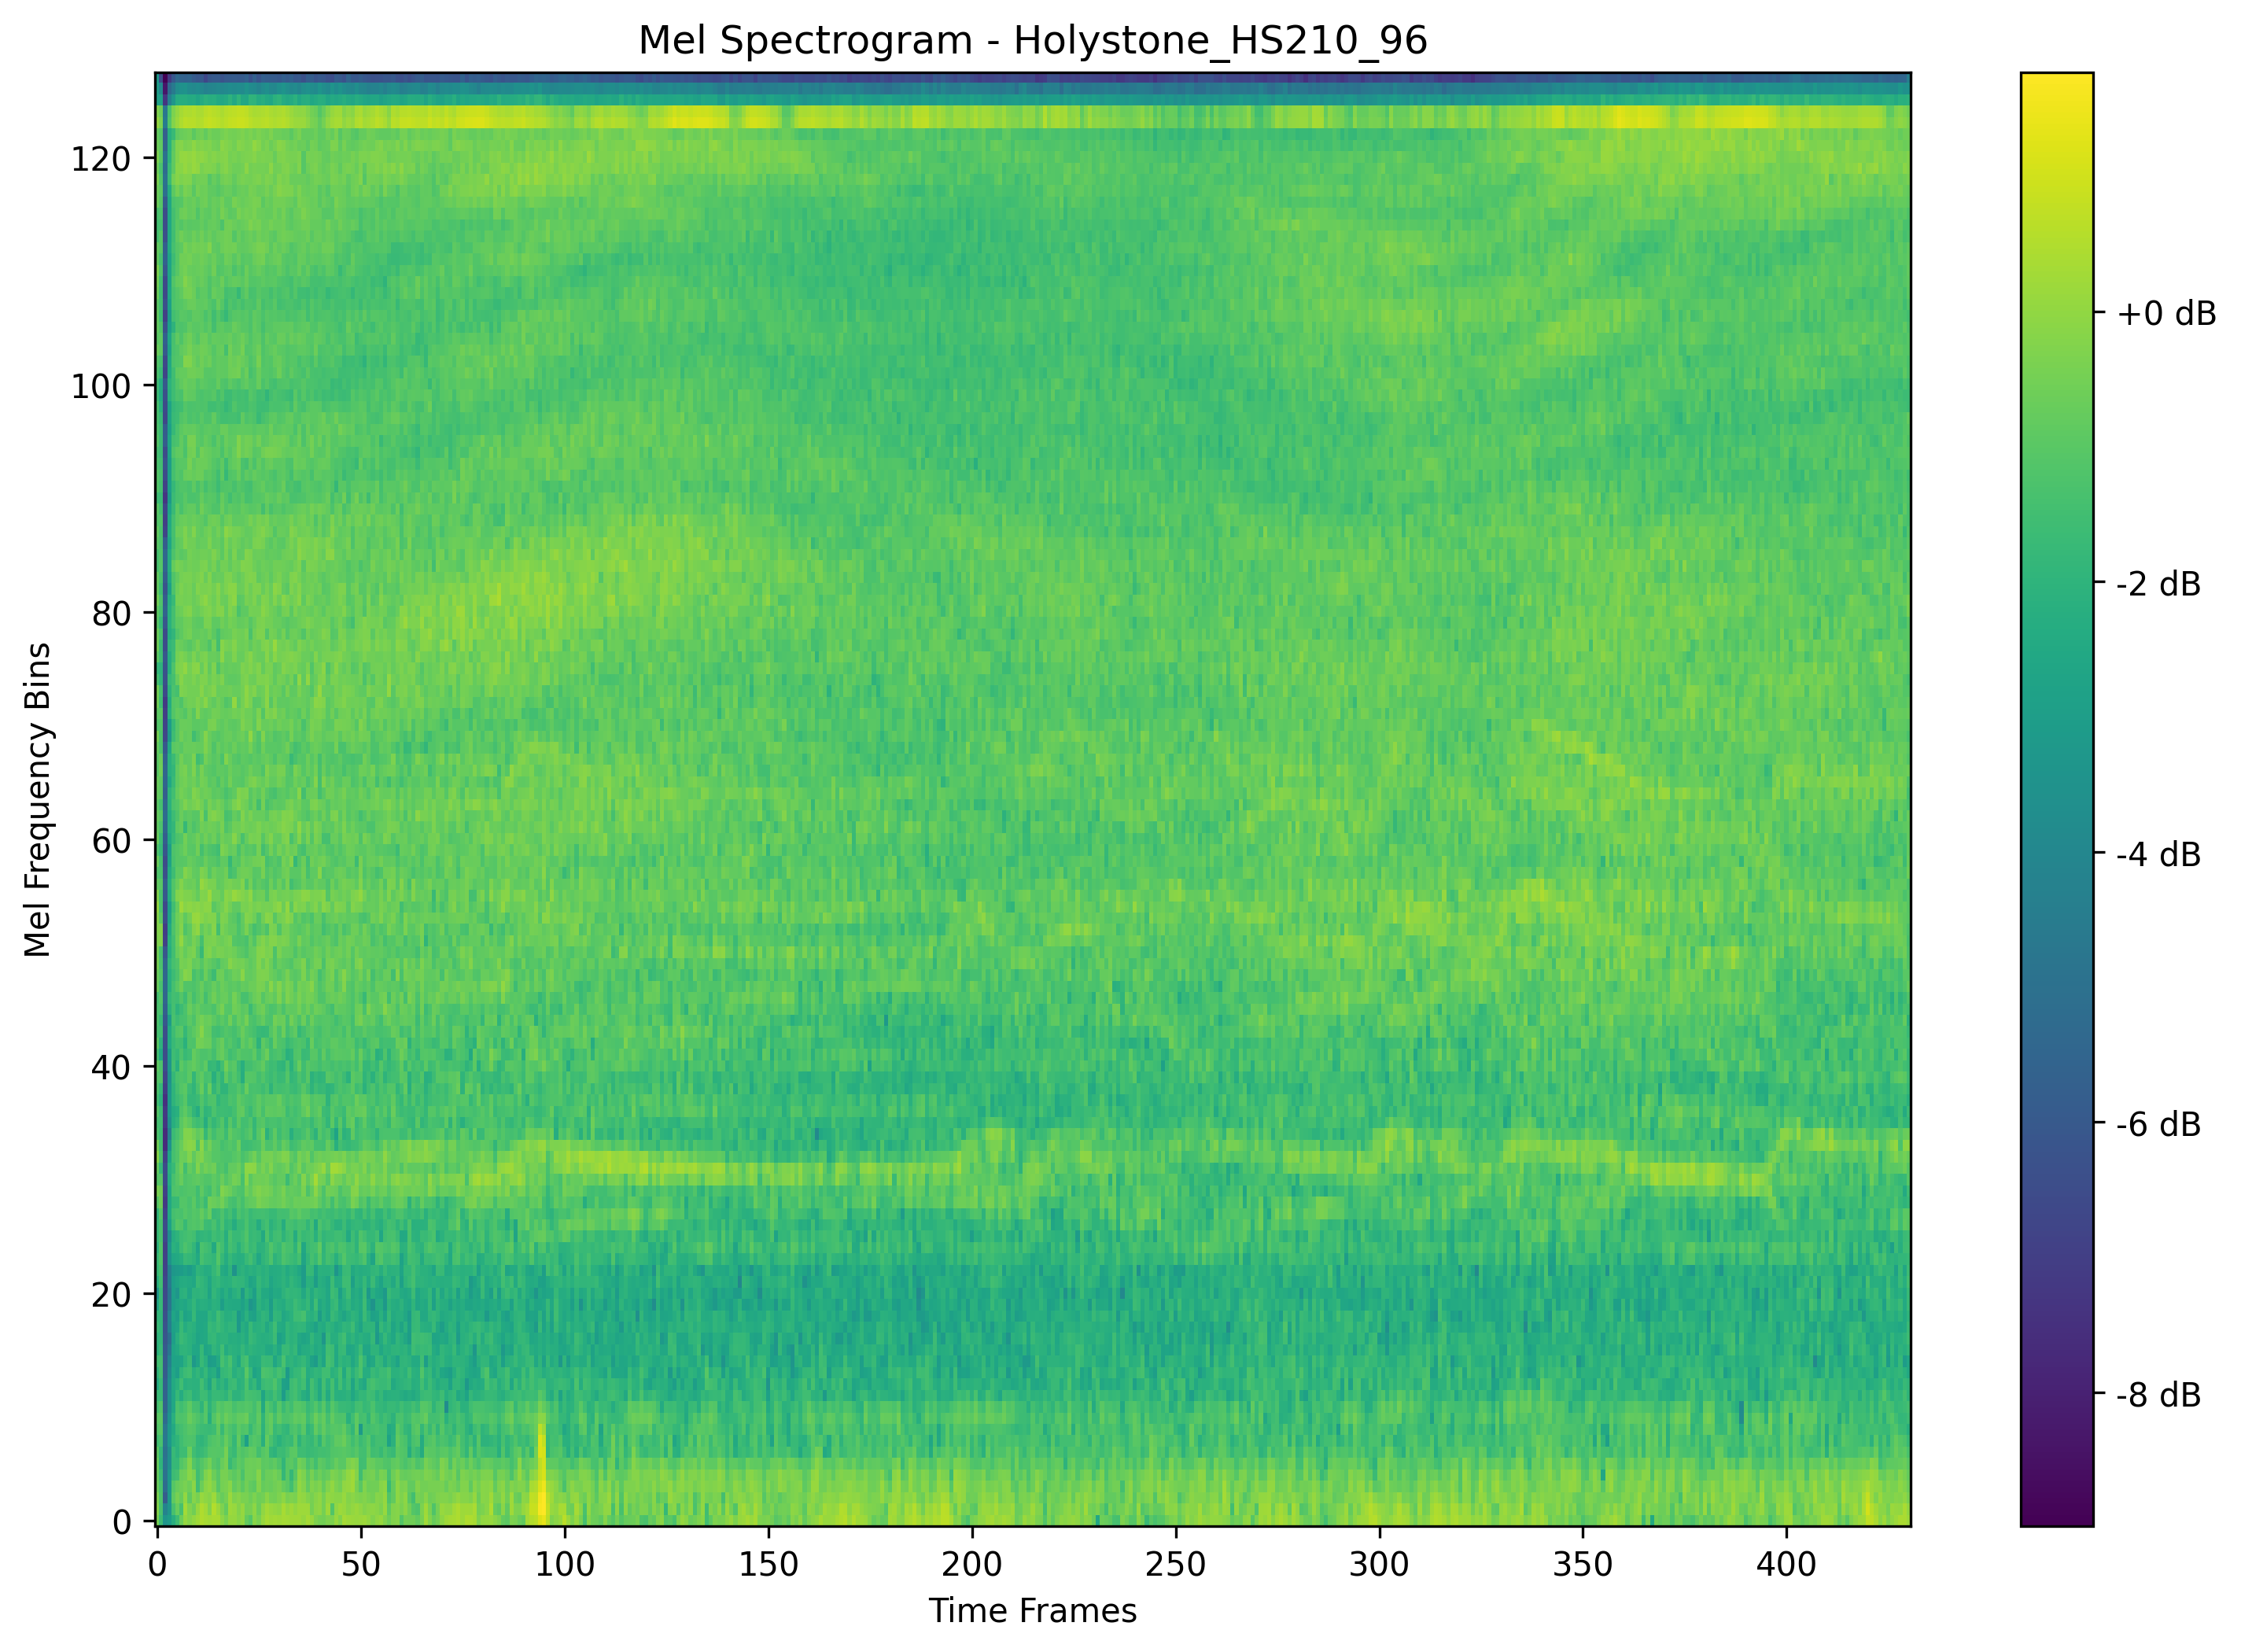 Mel Spectrogram - Holystone_HS210_96
Mel Frequency Bins
120
100
80
60
40
20
0
0 50 100 150 200 250 300 350 400
Time Frames
+0 dB
-2 dB
-4 dB
-6 dB
-8 dB